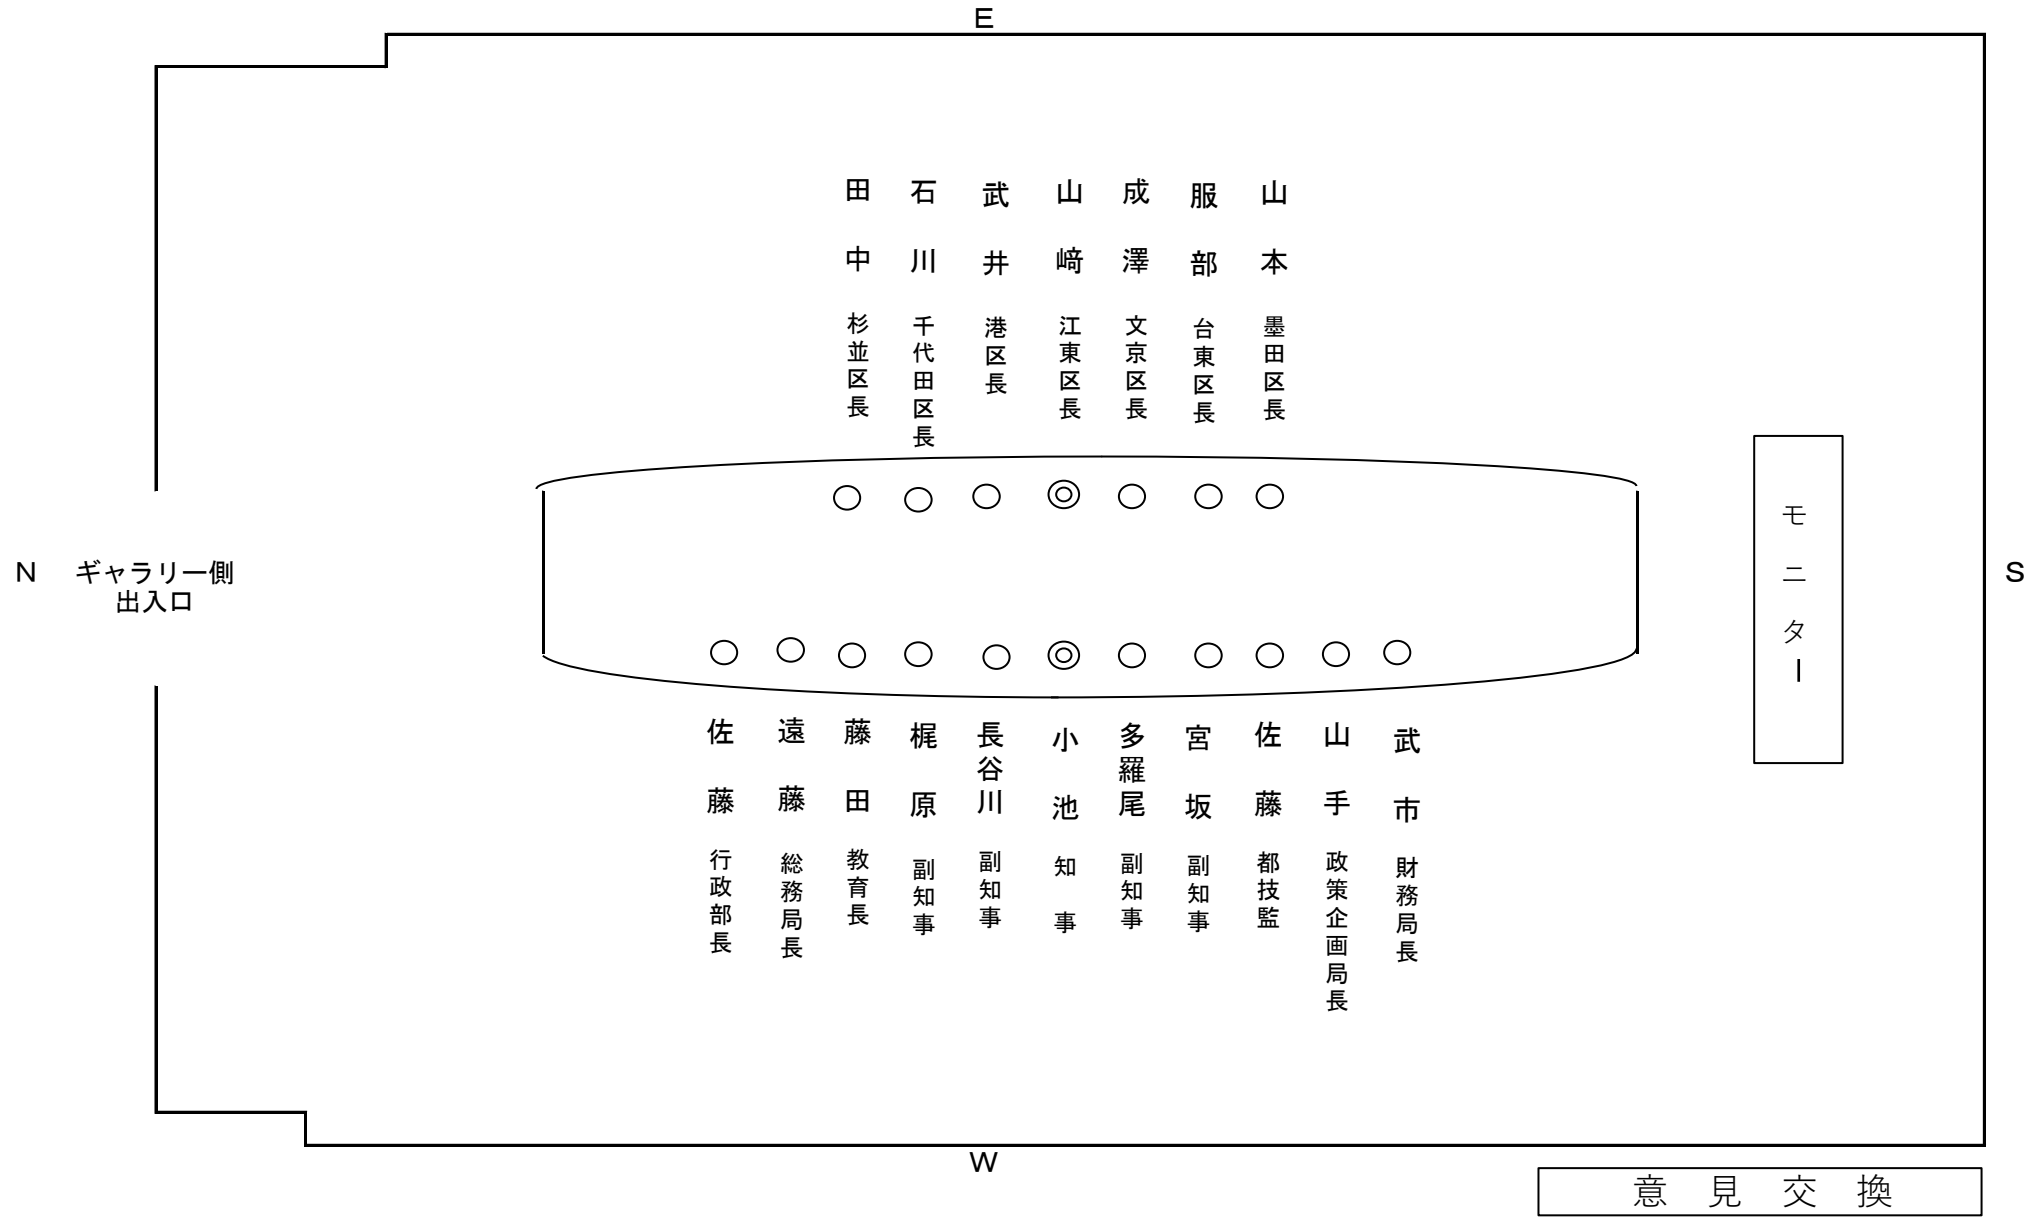 E
田中 杉並区長
石川 千代田区長
武井 港区長
山﨑 江東区長
成澤 文京区長
服部 台東区長
山本 墨田区長
N
ギャラリー側
出入口
モニター
S
佐藤 行政部長
遠藤 総務局長
藤田 教育長
梶原 副知事
長谷川 副知事
小池 知事
多羅尾 副知事
宮坂 副知事
佐藤 都技監
山手 政策企画局長
武市 財務局長
W
意見交換